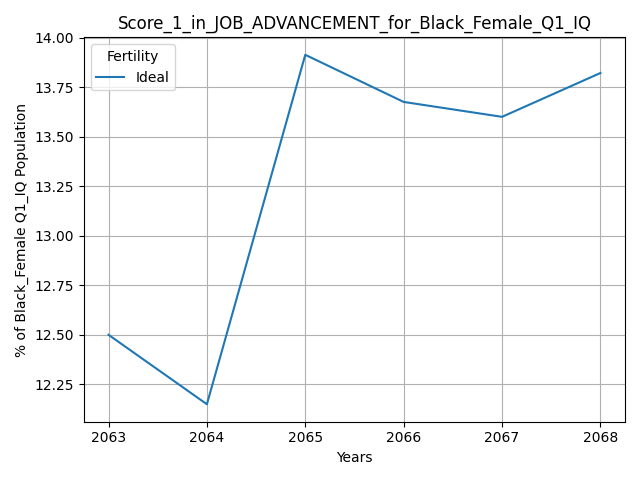 Score_1_in_JOB_ADVANCEMENT_for_Black_Female_Q1_IQ
Fertility
Ideal
% of Black_Female Q1_IQ Population
14.00
13.75
13.50
13.25
13.00
12.75
12.50
12.25
2063 2064 2065 2066 2067 2068
Years